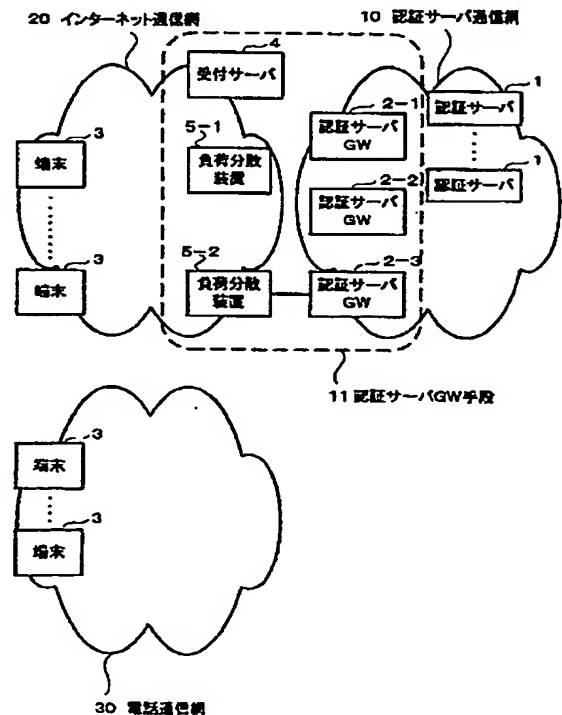 20 インターネット通信網
10 認証サーバ通信網
4
受付サーバ
1
認証サーバ
2-1
認証サーバ
GW
1
認証サーバ
3
端末
5-1
負荷分散
装置
2-2
認証サーバ
GW
3
端末
5-2
負荷分散
装置
2-3
認証サーバ
GW
11 認証サーバGW手段
3
端末
3
端末
30 電話通信網